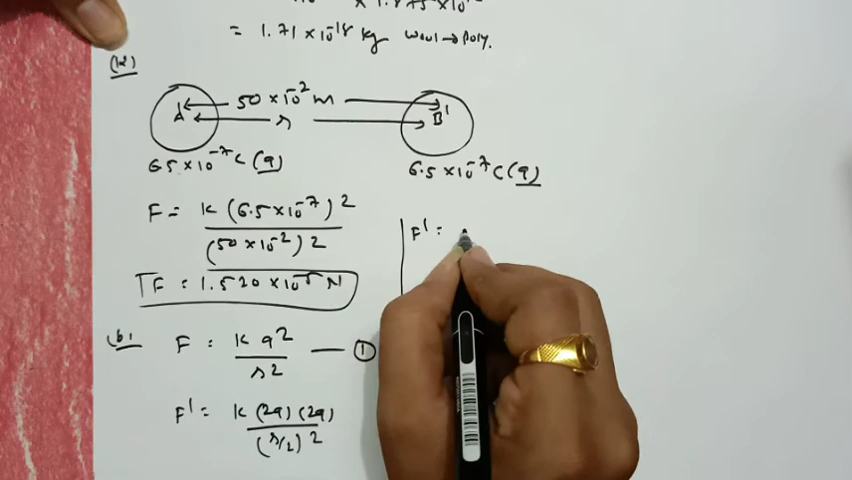 = 1.71 × 10⁻¹⁸ kg wool → Poly.
50 × 10⁻² m
A B'
r
6.5 × 10⁻⁷ C (q) 6.5 × 10⁻⁷ C (q)
F = K (6.5 × 10⁻⁷)² / (50 × 10⁻²)²
F' =
F = 1.520 × 10⁻⁵ N
(b) F = K q² / r² — ①
F' = K (2q) (2q) / (r/2)²